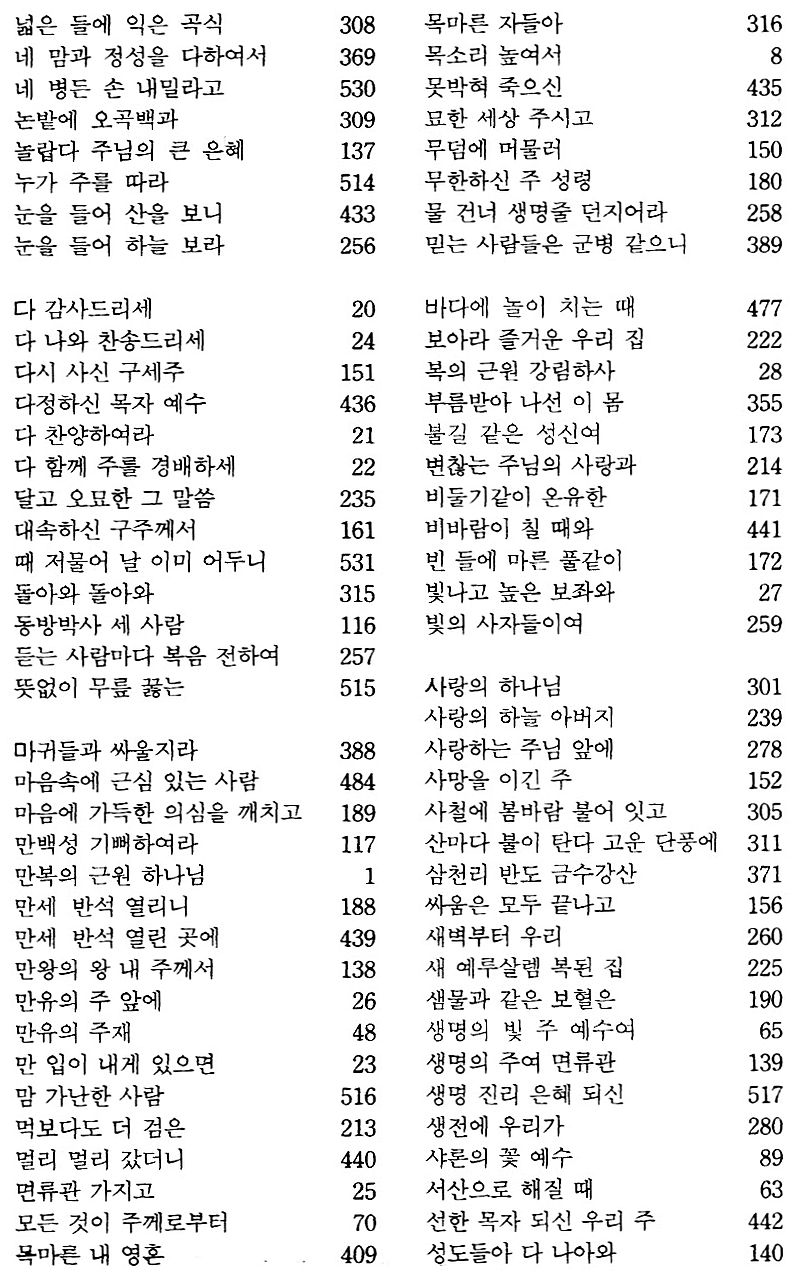 넓은 들에 익은 곡식 308
네 맘과 정성을 다하여서 369
네 병든 손 내밀라고 530
논밭에 오곡백과 309
놀랍다 주님의 큰 은혜 137
누가 주를 따라 514
눈을 들어 산을 보니 433
눈을 들어 하늘 보라 256
다 감사드리세 20
다 나와 찬송드리세 24
다시 사신 구세주 151
다정하신 목자 예수 436
다 찬양하여라 21
다 함께 주를 경배하세 22
달고 오묘한 그 말씀 235
대속하신 구주께서 161
때 저물어 날 이미 어두니 531
돌아와 돌아와 315
동방박사 세 사람 116
듣는 사람마다 복음 전하여 257
뜻없이 무릎 꿇는 515
마귀들과 싸울지라 388
마음속에 근심 있는 사람 484
마음에 가득한 의심을 깨치고 189
만백성 기뻐하여라 117
만복의 근원 하나님 1
만세 반석 열리니 188
만세 반석 열린 곳에 439
만왕의 왕 내 주께서 138
만유의 주 앞에 26
만유의 주재 48
만 입이 내게 있으면 23
맘 가난한 사람 516
먹보다도 더 검은 213
멀리 멀리 갔더니 440
면류관 가지고 25
모든 것이 주께로부터 70
목마른 내 영혼 409
목마른 자들아 316
목소리 높여서 8
못박혀 죽으신 435
묘한 세상 주시고 312
무덤에 머물러 150
무한하신 주 성령 180
물 건너 생명줄 던지어라 258
믿는 사람들은 군병 같으니 389
바다에 놀이 치는 때 477
보아라 즐거운 우리 집 222
복의 근원 강림하사 28
부름받아 나선 이 몸 355
불길 같은 성신여 173
변찮는 주님의 사랑과 214
비둘기같이 온유한 171
비바람이 칠 때와 441
빈 들에 마른 풀같이 172
빛나고 높은 보좌와 27
빛의 사자들이여 259
사랑의 하나님 301
사랑의 하늘 아버지 239
사랑하는 주님 앞에 278
사망을 이긴 주 152
사철에 봄바람 불어 잇고 305
산마다 불이 탄다 고운 단풍에 311
삼천리 반도 금수강산 371
싸움은 모두 끝나고 156
새벽부터 우리 260
새 예루살렘 복된 집 225
샘물과 같은 보혈은 190
생명의 빛 주 예수여 65
생명의 주여 면류관 139
생명 진리 은혜 되신 517
생전에 우리가 280
샤론의 꽃 예수 89
서산으로 해질 때 63
선한 목자 되신 우리 주 442
성도들아 다 나아와 140